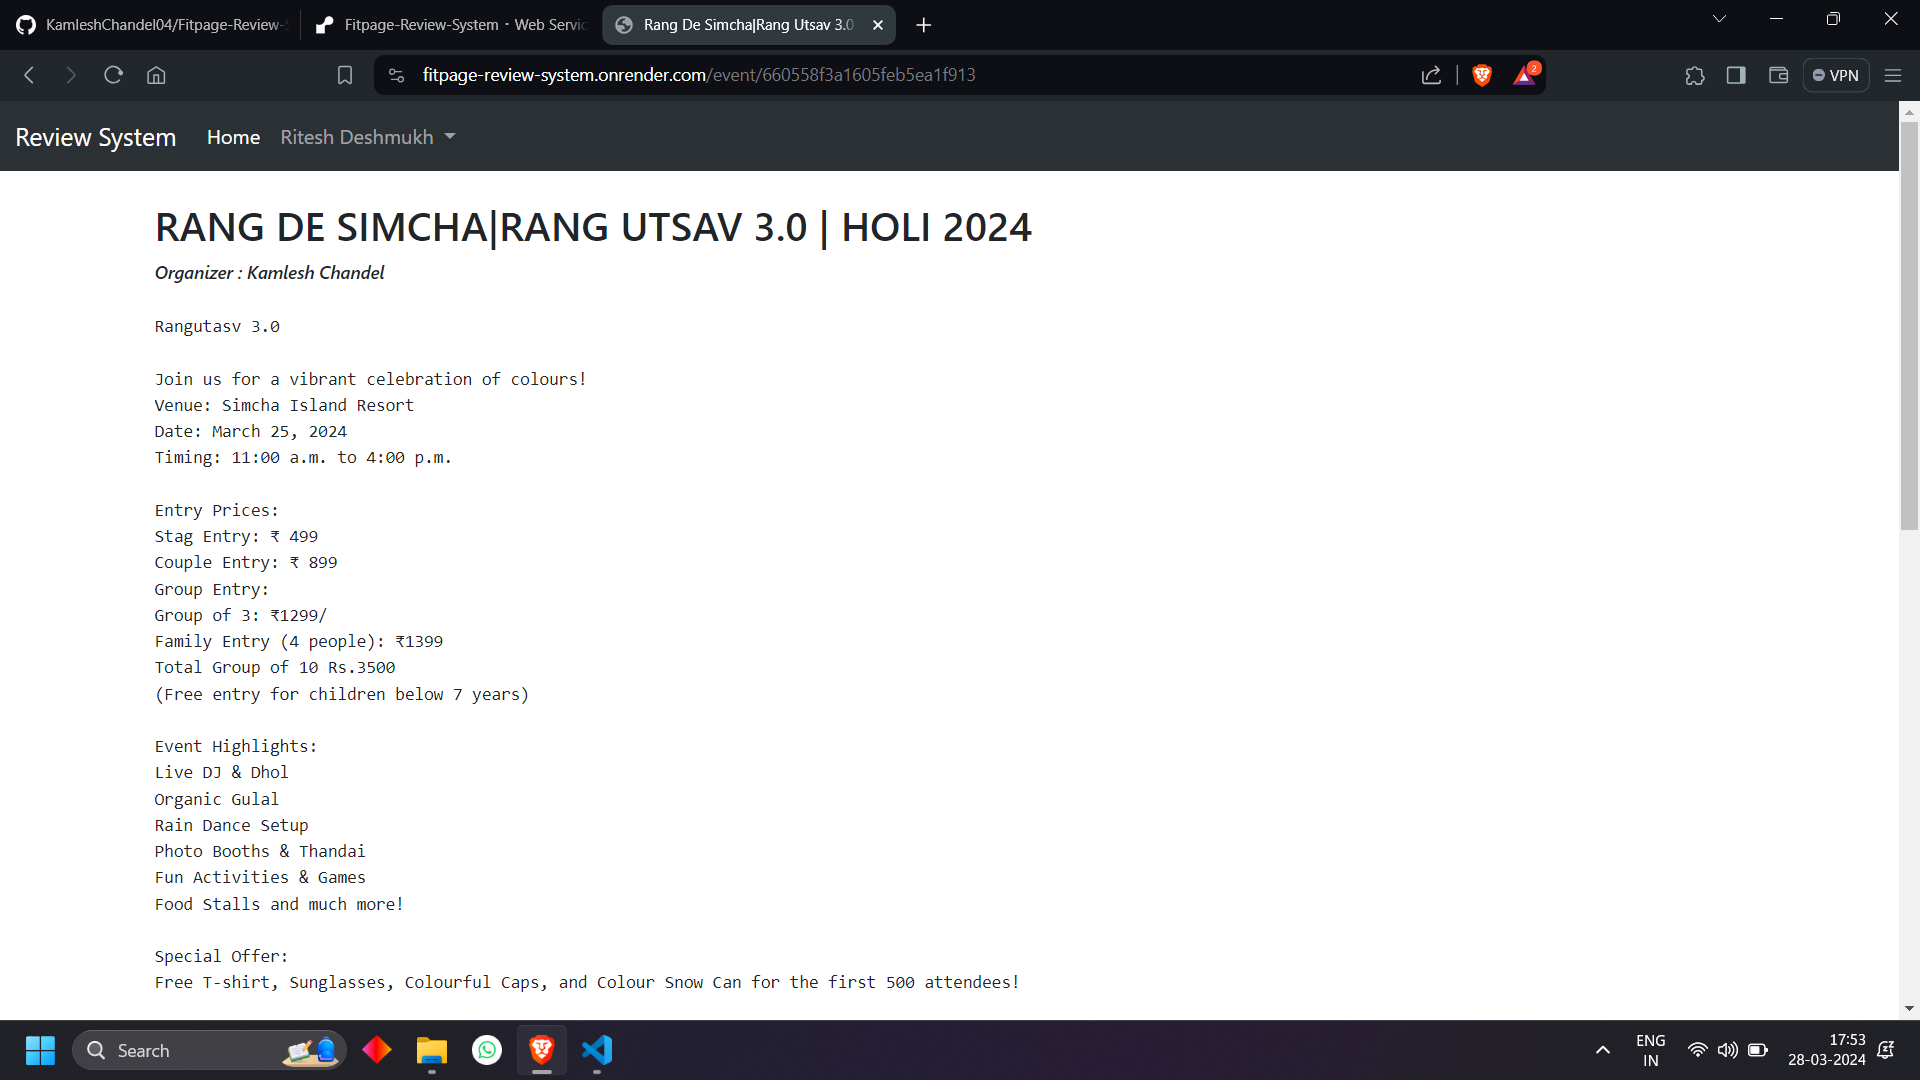 KamleshChandel04/Fitpage-Review-
Fitpage-Review-System · Web Servic
Rang De Simcha|Rang Utsav 3.0
fitpage-review-system.onrender.com/event/660558f3a1605feb5ea1f913
2
VPN
Review System
Home
Ritesh Deshmukh
RANG DE SIMCHA|RANG UTSAV 3.0 | HOLI 2024
Organizer : Kamlesh Chandel
Rangutasv 3.0
Join us for a vibrant celebration of colours!
Venue: Simcha Island Resort
Date: March 25, 2024
Timing: 11:00 a.m. to 4:00 p.m.
Entry Prices:
Stag Entry: ₹ 499
Couple Entry: ₹ 899
Group Entry:
Group of 3: ₹1299/
Family Entry (4 people): ₹1399
Total Group of 10 Rs.3500
(Free entry for children below 7 years)
Event Highlights:
Live DJ & Dhol
Organic Gulal
Rain Dance Setup
Photo Booths & Thandai
Fun Activities & Games
Food Stalls and much more!
Special Offer:
Free T-shirt, Sunglasses, Colourful Caps, and Colour Snow Can for the first 500 attendees!
Search
ENG
IN
17:53
28-03-2024